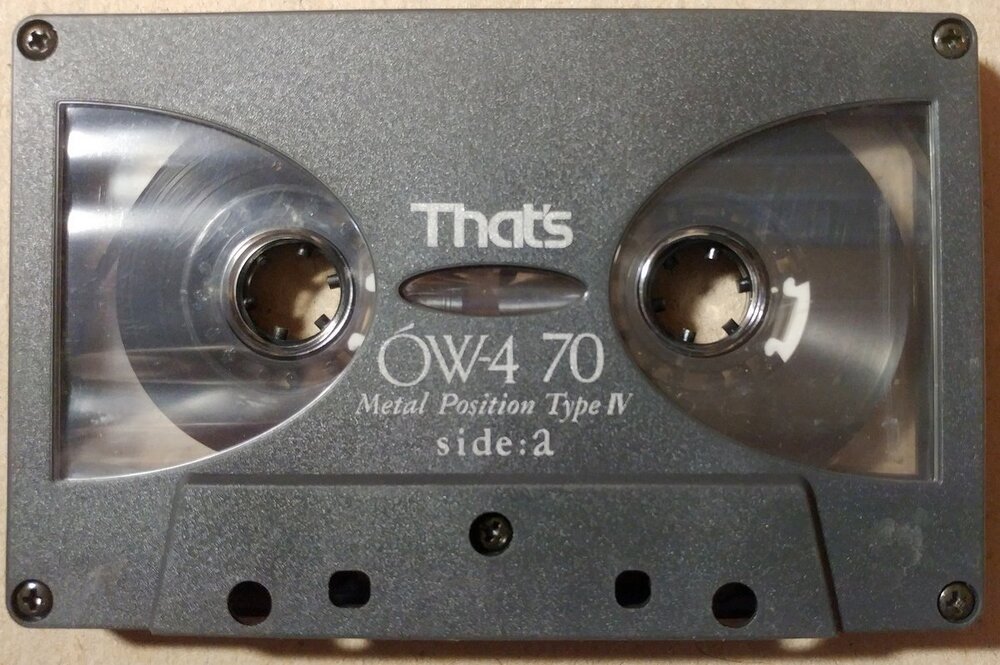 That's
ÓW-4 70
Metal Position Type IV
side:a